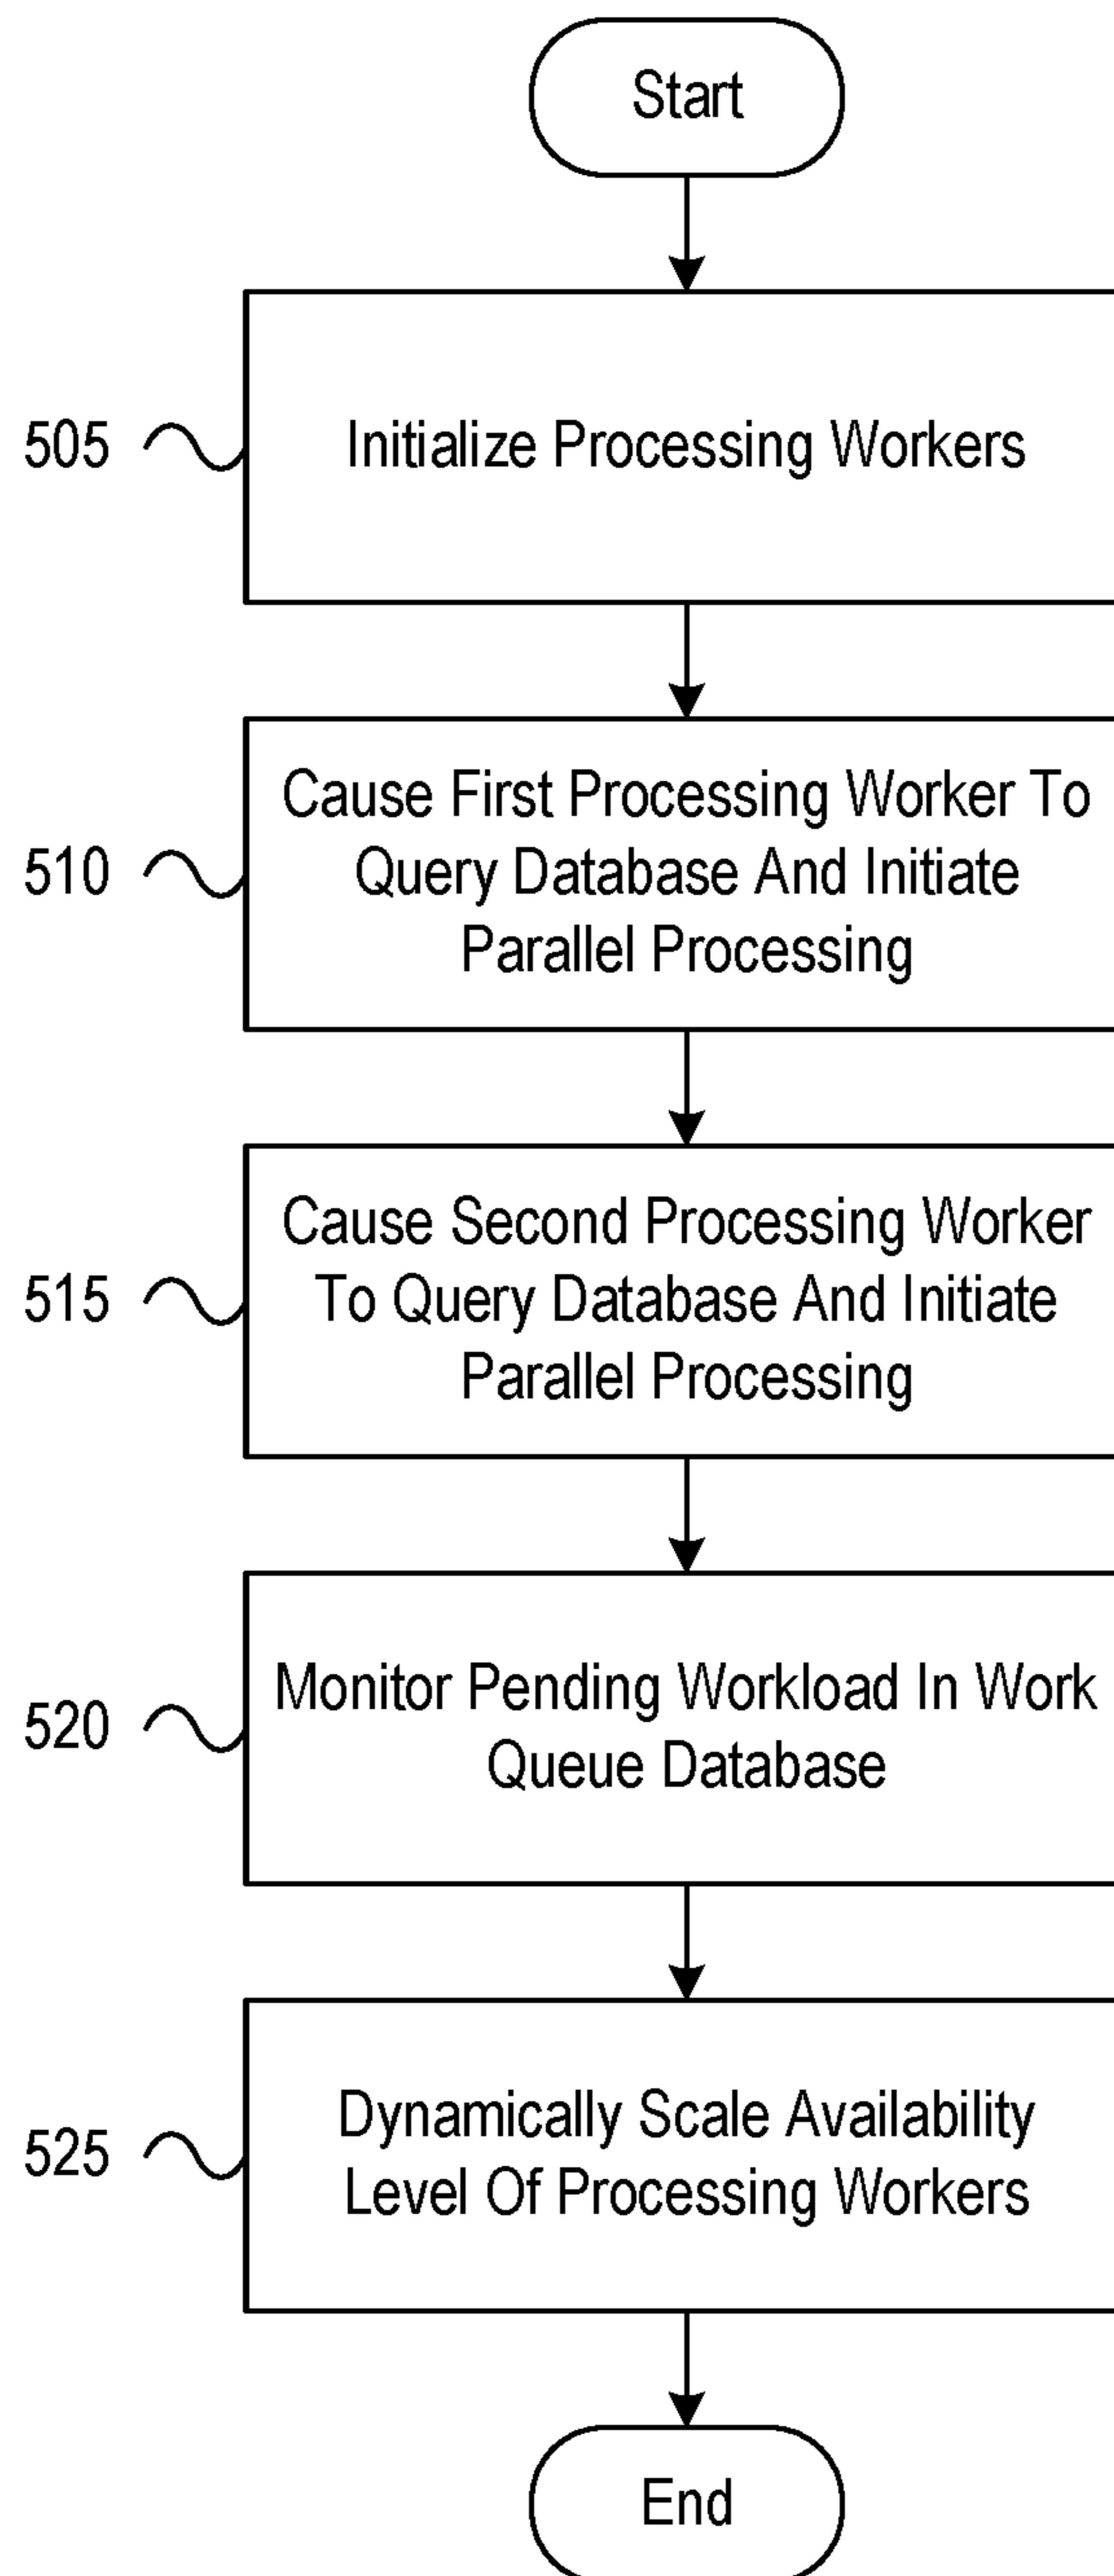 Start
505
Initialize Processing Workers
510
Cause First Processing Worker To
Query Database And Initiate
Parallel Processing
515
Cause Second Processing Worker
To Query Database And Initiate
Parallel Processing
520
Monitor Pending Workload In Work
Queue Database
525
Dynamically Scale Availability
Level Of Processing Workers
End